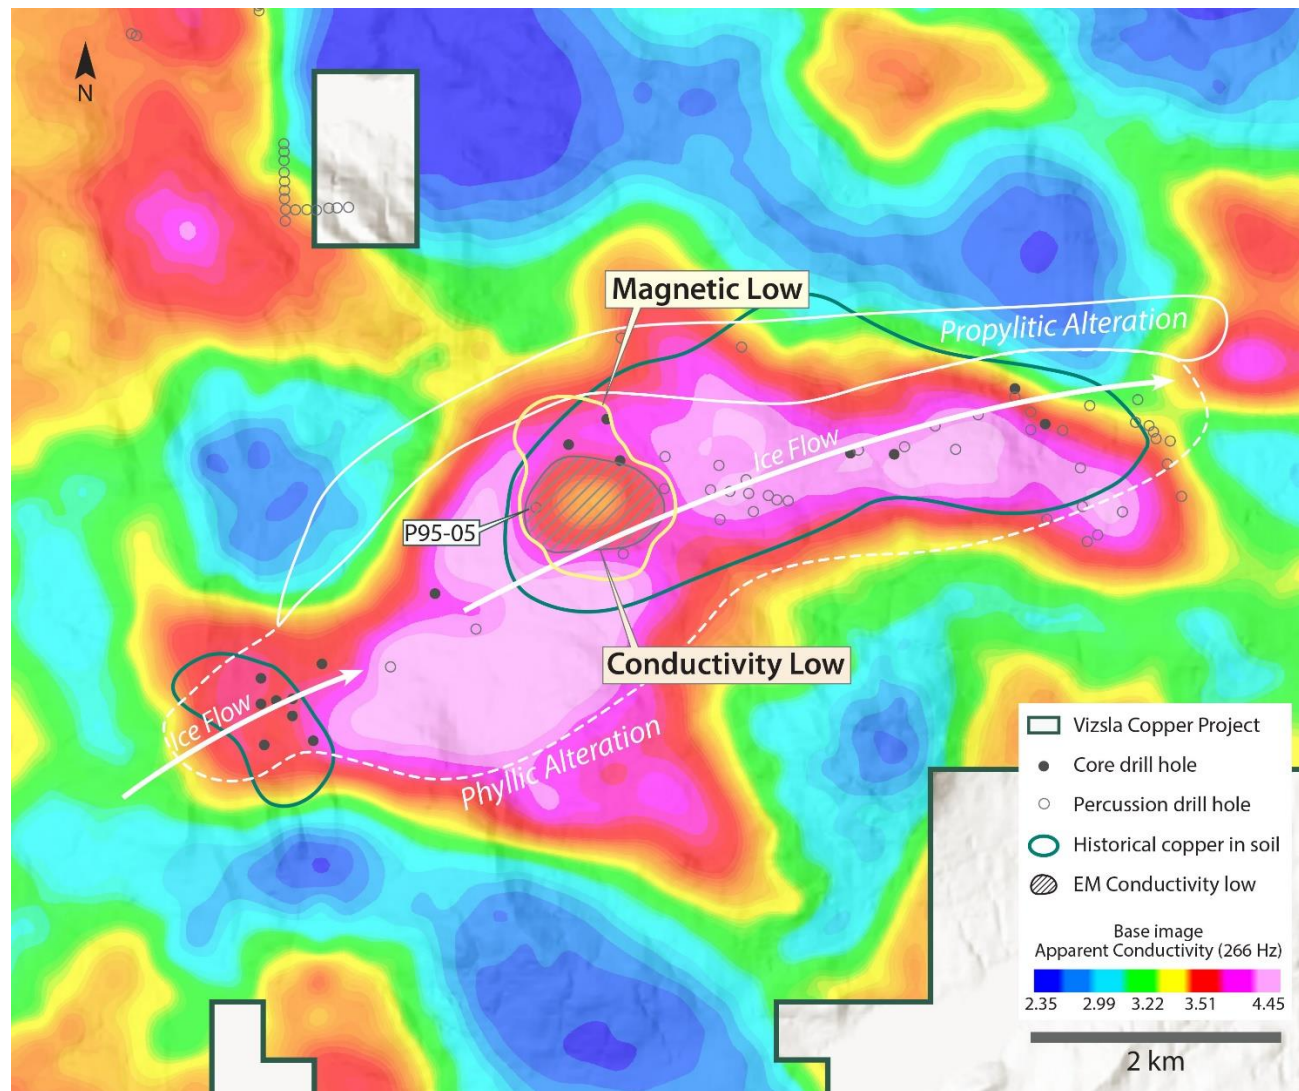 N
Magnetic Low
Propylitic Alteration
Ice Flow
P95-05
Conductivity Low
Ice Flow
Phyllic Alteration
Vizsla Copper Project
Core drill hole
Percussion drill hole
Historical copper in soil
EM Conductivity low
Base image
Apparent Conductivity (266 Hz)
2.35 2.99 3.22 3.51 4.45
2 km